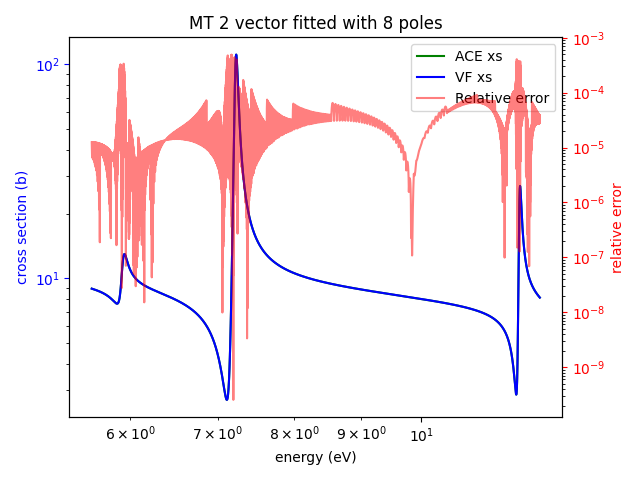 MT 2 vector fitted with 8 poles
ACE xs
VF xs
Relative error
10²
10¹
cross section (b)
10⁻³
10⁻⁴
10⁻⁵
10⁻⁶
10⁻⁷
10⁻⁸
10⁻⁹
relative error
6 × 10⁰ 7 × 10⁰ 8 × 10⁰ 9 × 10⁰ 10¹
energy (eV)